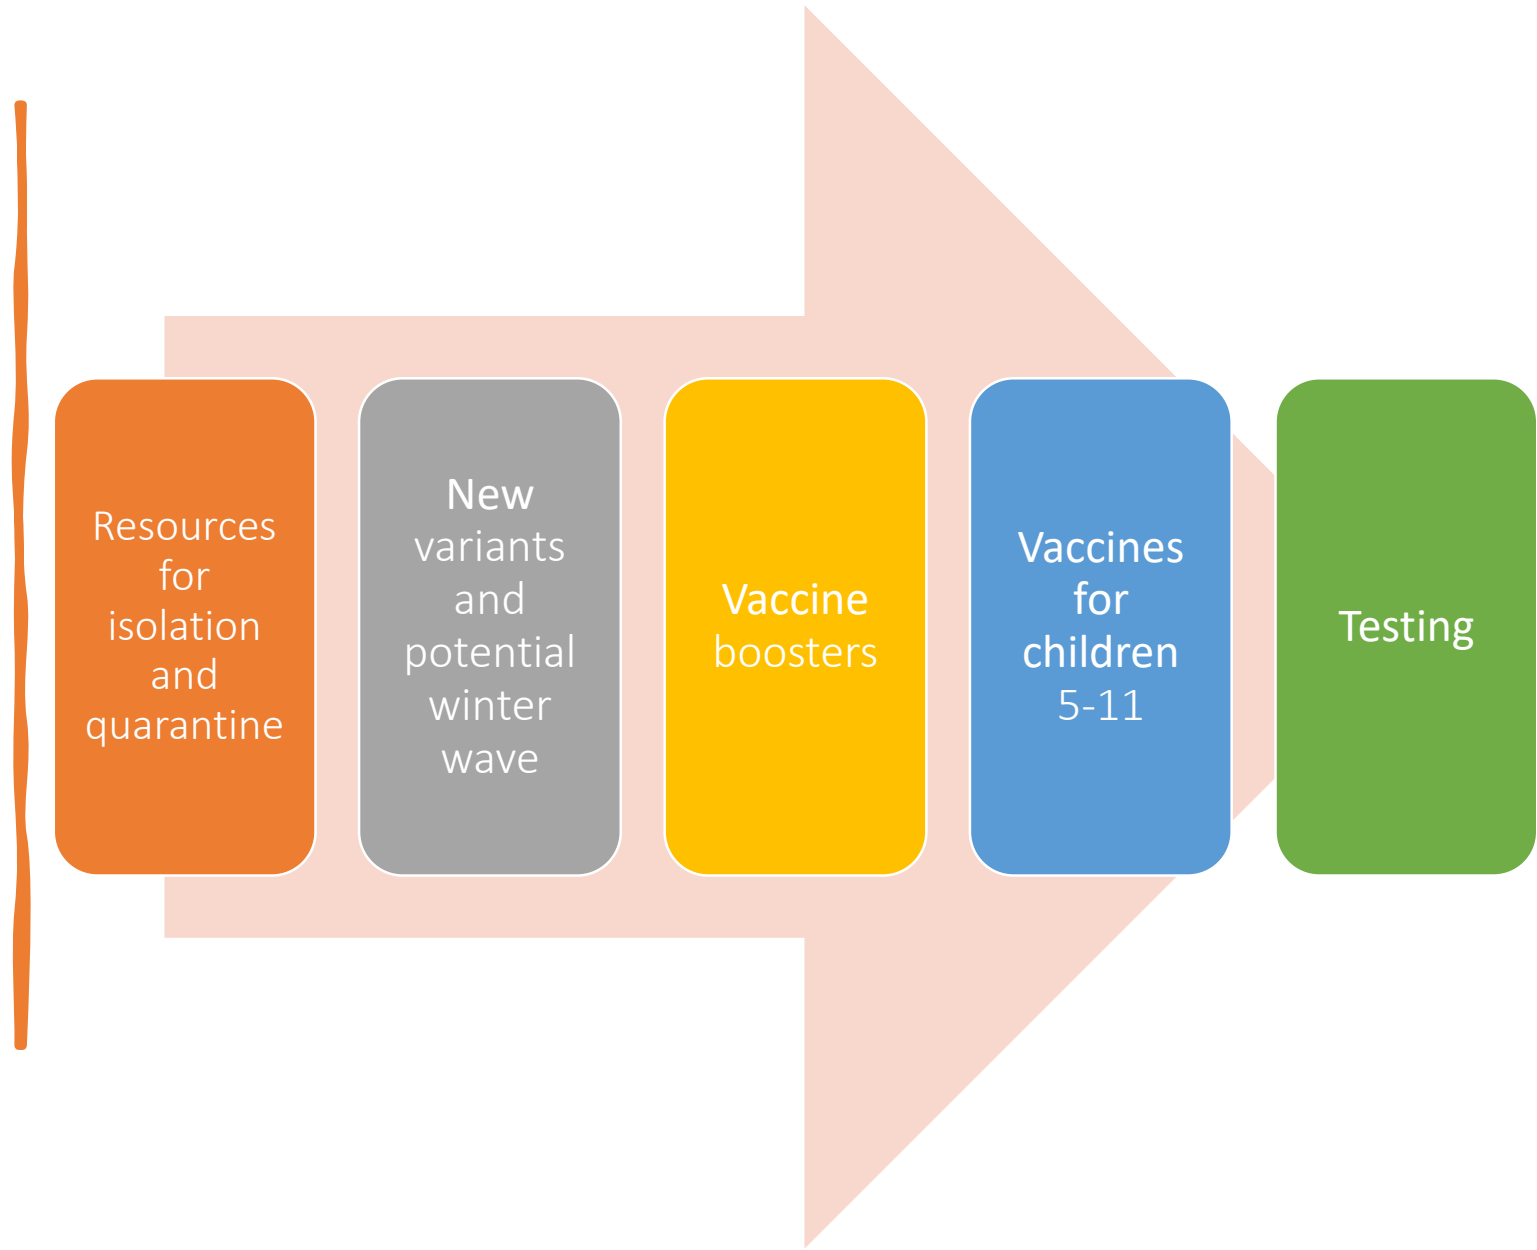 Resources
for
isolation
and
quarantine
New
variants
and
potential
winter
wave
Vaccine
boosters
Vaccines
for
children
5-11
Testing